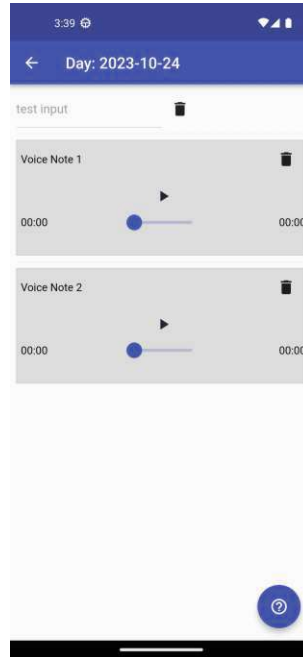 3:39
Day: 2023-10-24
test input
Voice Note 1
00:00 00:00
Voice Note 2
00:00 00:00